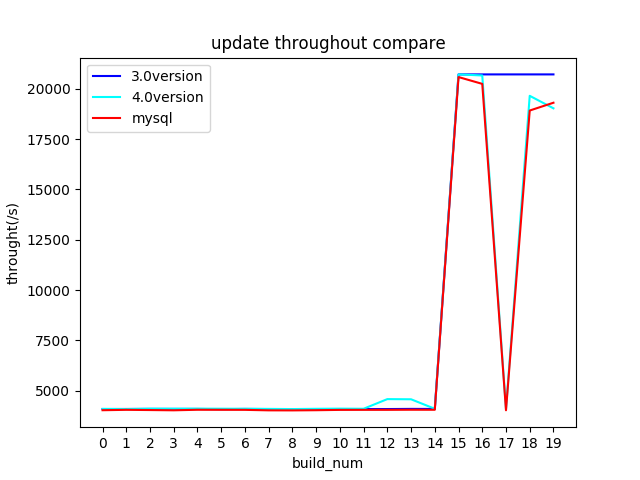 update throughout compare
3.0version
4.0version
mysql
throught(/s)
20000
17500
15000
12500
10000
7500
5000
0 1 2 3 4 5 6 7 8 9 10 11 12 13 14 15 16 17 18 19
build_num